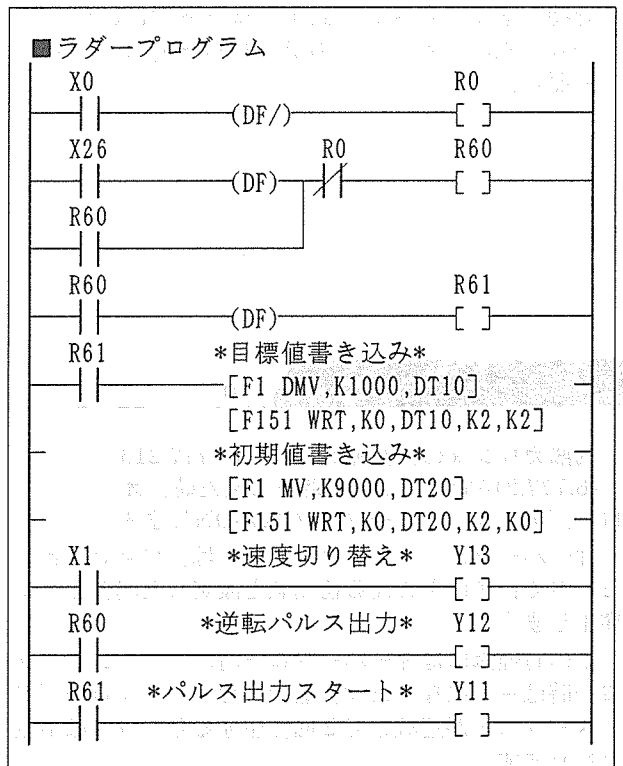 ■ラダープログラム
X0 R0
(DF/) [ ]
X26 R0 R60
(DF) [ ]
R60
R60 R61
(DF) [ ]
R61 *目標値書き込み*
[F1 DMV,K1000,DT10]
[F151 WRT,K0,DT10,K2,K2]
*初期値書き込み*
[F1 MV,K9000,DT20]
[F151 WRT,K0,DT20,K2,K0]
X1 *速度切り替え* Y13
[ ]
R60 *逆転パルス出力* Y12
[ ]
R61 *パルス出力スタート* Y11
[ ]